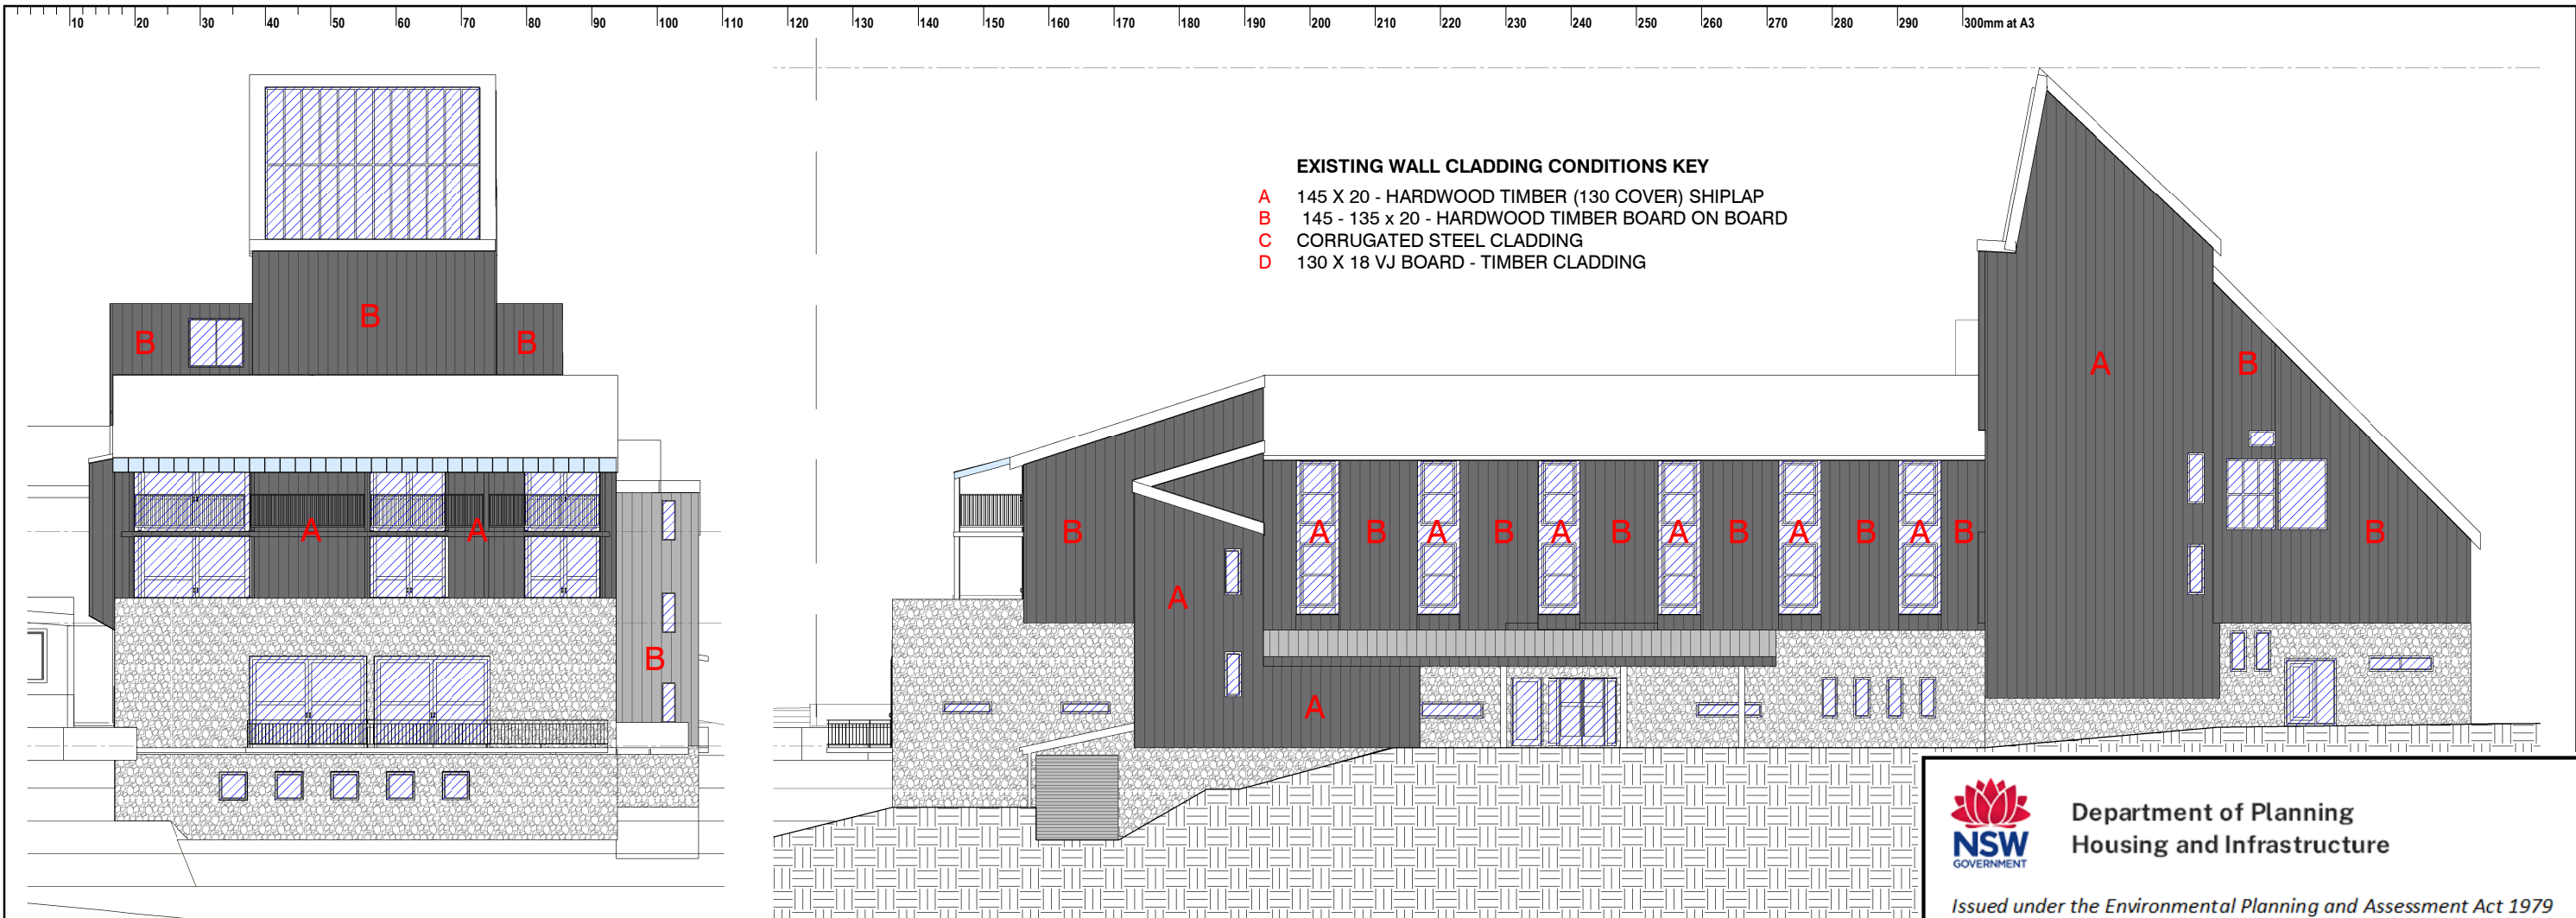 10 20 30 40 50 60 70 80 90 100 110 120 130 140 150 160 170 180 190 200 210 220 230 240 250 260 270 280 290 300mm at A3
EXISTING WALL CLADDING CONDITIONS KEY
A 145 X 20 - HARDWOOD TIMBER (130 COVER) SHIPLAP
B 145 - 135 x 20 - HARDWOOD TIMBER BOARD ON BOARD
C CORRUGATED STEEL CLADDING
D 130 X 18 VJ BOARD - TIMBER CLADDING
B
B
B
A
A
B
A
B
B
A
B
A
B
A
B
A
B
A
B
A
B
A
B
B
A
A
NSW
GOVERNMENT
Department of Planning
Housing and Infrastructure
Issued under the Environmental Planning and Assessment Act 1979